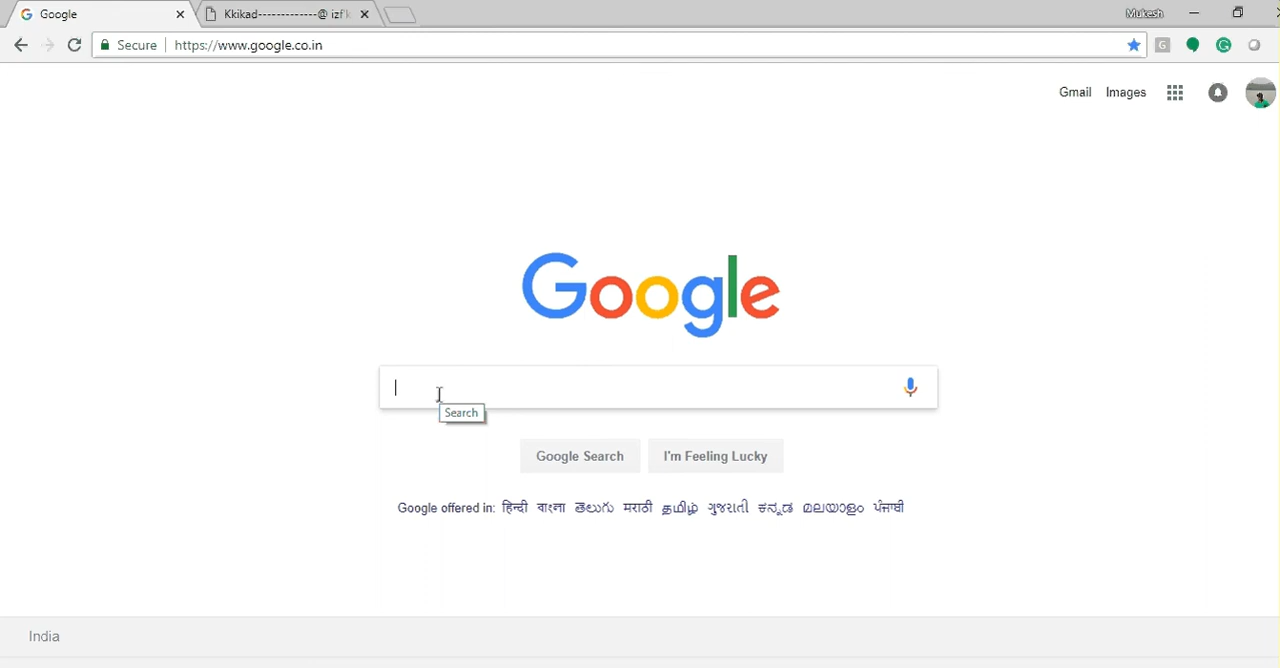 Google
Kkikad-------------@ izfk
Mukesh
Secure
https://www.google.co.in
Gmail
Images
Google
Search
Google Search
I'm Feeling Lucky
Google offered in: हिन्दी বাংলা తెలుగు मराठी தமிழ் ગુજરાતી ಕನ್ನಡ മലയാളം ਪੰਜਾਬੀ
India